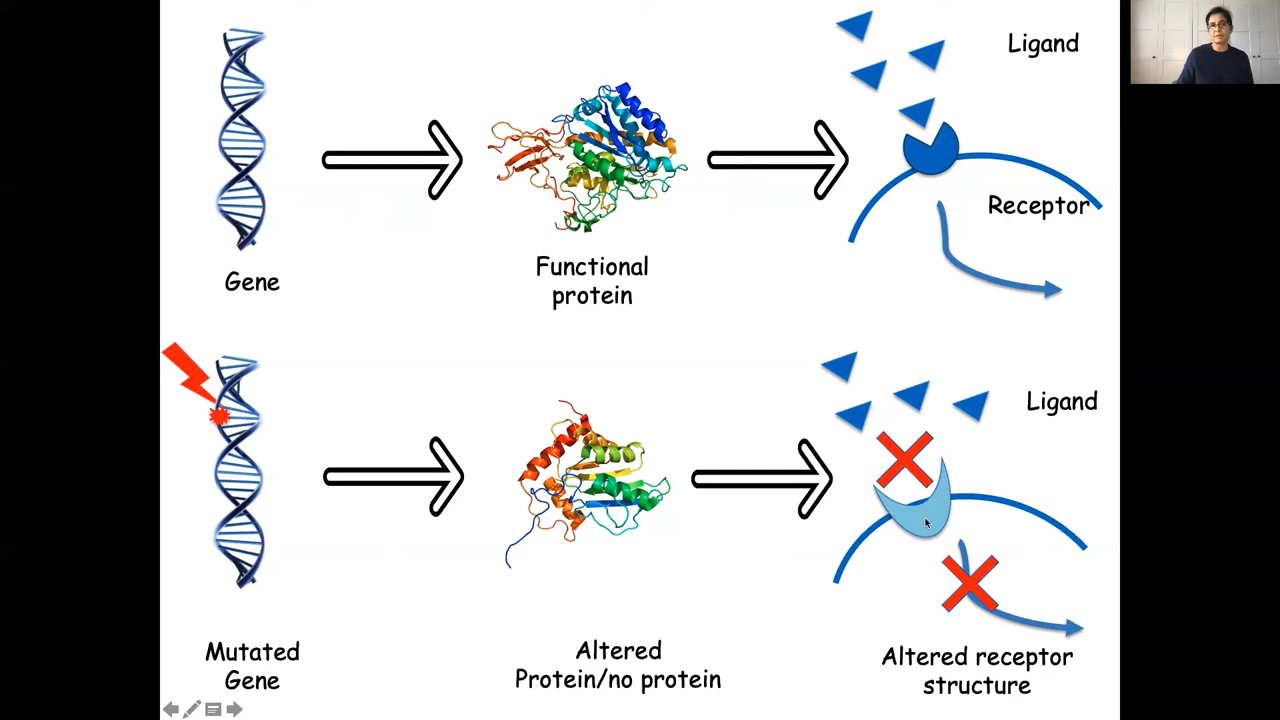 Ligand
Receptor
Gene
Functional
protein
Ligand
Mutated
Gene
Altered
Protein/no protein
Altered receptor
structure